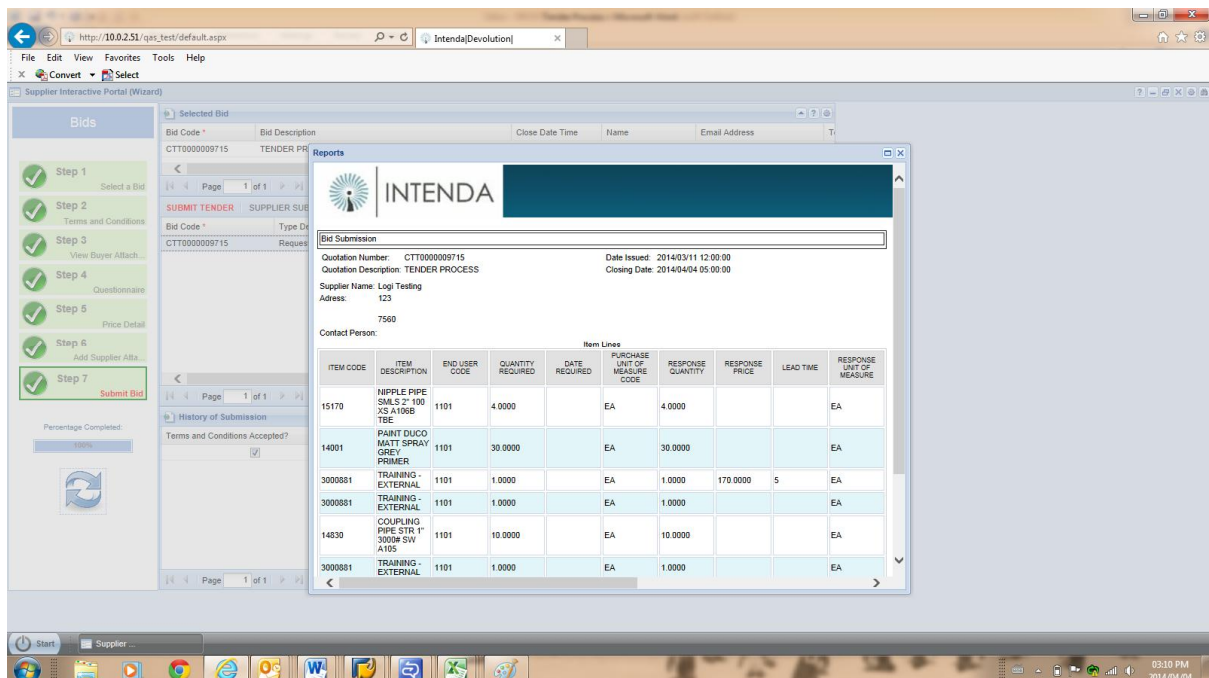 http://10.0.2.51/qas_test/default.aspx
Intenda|Devolution|
File Edit View Favorites Tools Help
Convert Select
Supplier Interactive Portal (Wizard)
Bids
Step 1
Select a Bid
Step 2
Terms and Conditions
Step 3
View Buyer Attach...
Step 4
Questionnaire
Step 5
Price Detail
Step 6
Add Supplier Atta...
Step 7
Submit Bid
Percentage Completed:
100%
Selected Bid
Bid Code * Bid Description Close Date Time Name Email Address
CTT0000009715 TENDER PR
Page 1 of 1
SUBMIT TENDER SUPPLIER SUB
Bid Code * Type De
CTT0000009715 Reques
Page 1 of 1
History of Submission
Terms and Conditions Accepted?
Page 1 of 1
Reports
INTENDA
Bid Submission
Quotation Number: CTT0000009715 Date Issued: 2014/03/11 12:00:00
Quotation Description: TENDER PROCESS Closing Date: 2014/04/04 05:00:00
Supplier Name: Logi Testing
Adress: 123
7560
Contact Person:
Item Lines
ITEM CODE ITEM DESCRIPTION END USER CODE QUANTITY REQUIRED DATE REQUIRED PURCHASE UNIT OF MEASURE CODE RESPONSE QUANTITY RESPONSE PRICE LEAD TIME RESPONSE UNIT OF MEASURE
15170 NIPPLE PIPE SMLS 2" 100 XS A106B TBE 1101 4.0000 EA 4.0000 EA
14001 PAINT DUCO MATT SPRAY GREY PRIMER 1101 30.0000 EA 30.0000 EA
3000881 TRAINING - EXTERNAL 1101 1.0000 EA 1.0000 170.0000 5 EA
3000881 TRAINING - EXTERNAL 1101 1.0000 EA 1.0000 EA
14830 COUPLING PIPE STR 1" 3000# SW A105 1101 10.0000 EA 10.0000 EA
3000881 TRAINING - EXTERNAL 1101 1.0000 EA 1.0000 EA
Start Supplier ...
03:10 PM
2014/04/04